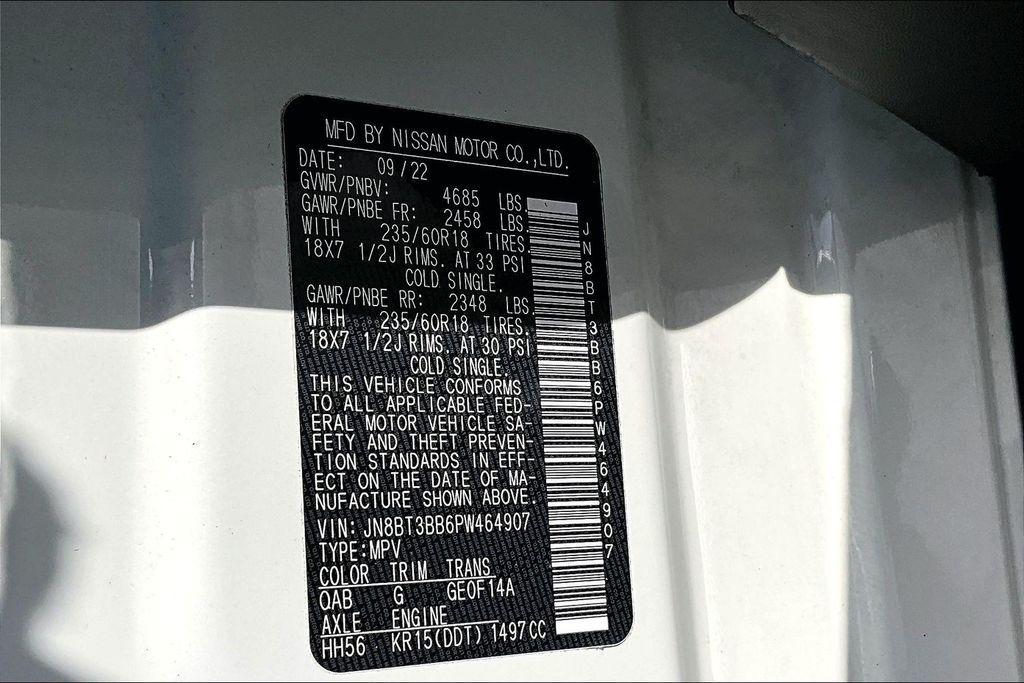 MFD BY NISSAN MOTOR CO.,LTD.
DATE: 09/22
GVWR/PNBV: 4685 LBS
GAWR/PNBE FR: 2458 LBS
WITH 235/60R18 TIRES.
18X7 1/2J RIMS. AT 33 PSI
COLD SINGLE.
GAWR/PNBE RR: 2348 LBS.
WITH 235/60R18 TIRES.
18X7 1/2J RIMS. AT 30 PSI
COLD SINGLE.
THIS VEHICLE CONFORMS
TO ALL APPLICABLE FED-
ERAL MOTOR VEHICLE SA-
FETY AND THEFT PREVEN-
TION STANDARDS IN EFF-
ECT ON THE DATE OF MA-
NUFACTURE SHOWN ABOVE.
VIN: JN8BT3BB6PW464907
TYPE:MPV
COLOR TRIM TRANS
QAB G GE0F14A
AXLE ENGINE
HH56 KR15(DDT) 1497CC
JN8BT3BB6PW464907